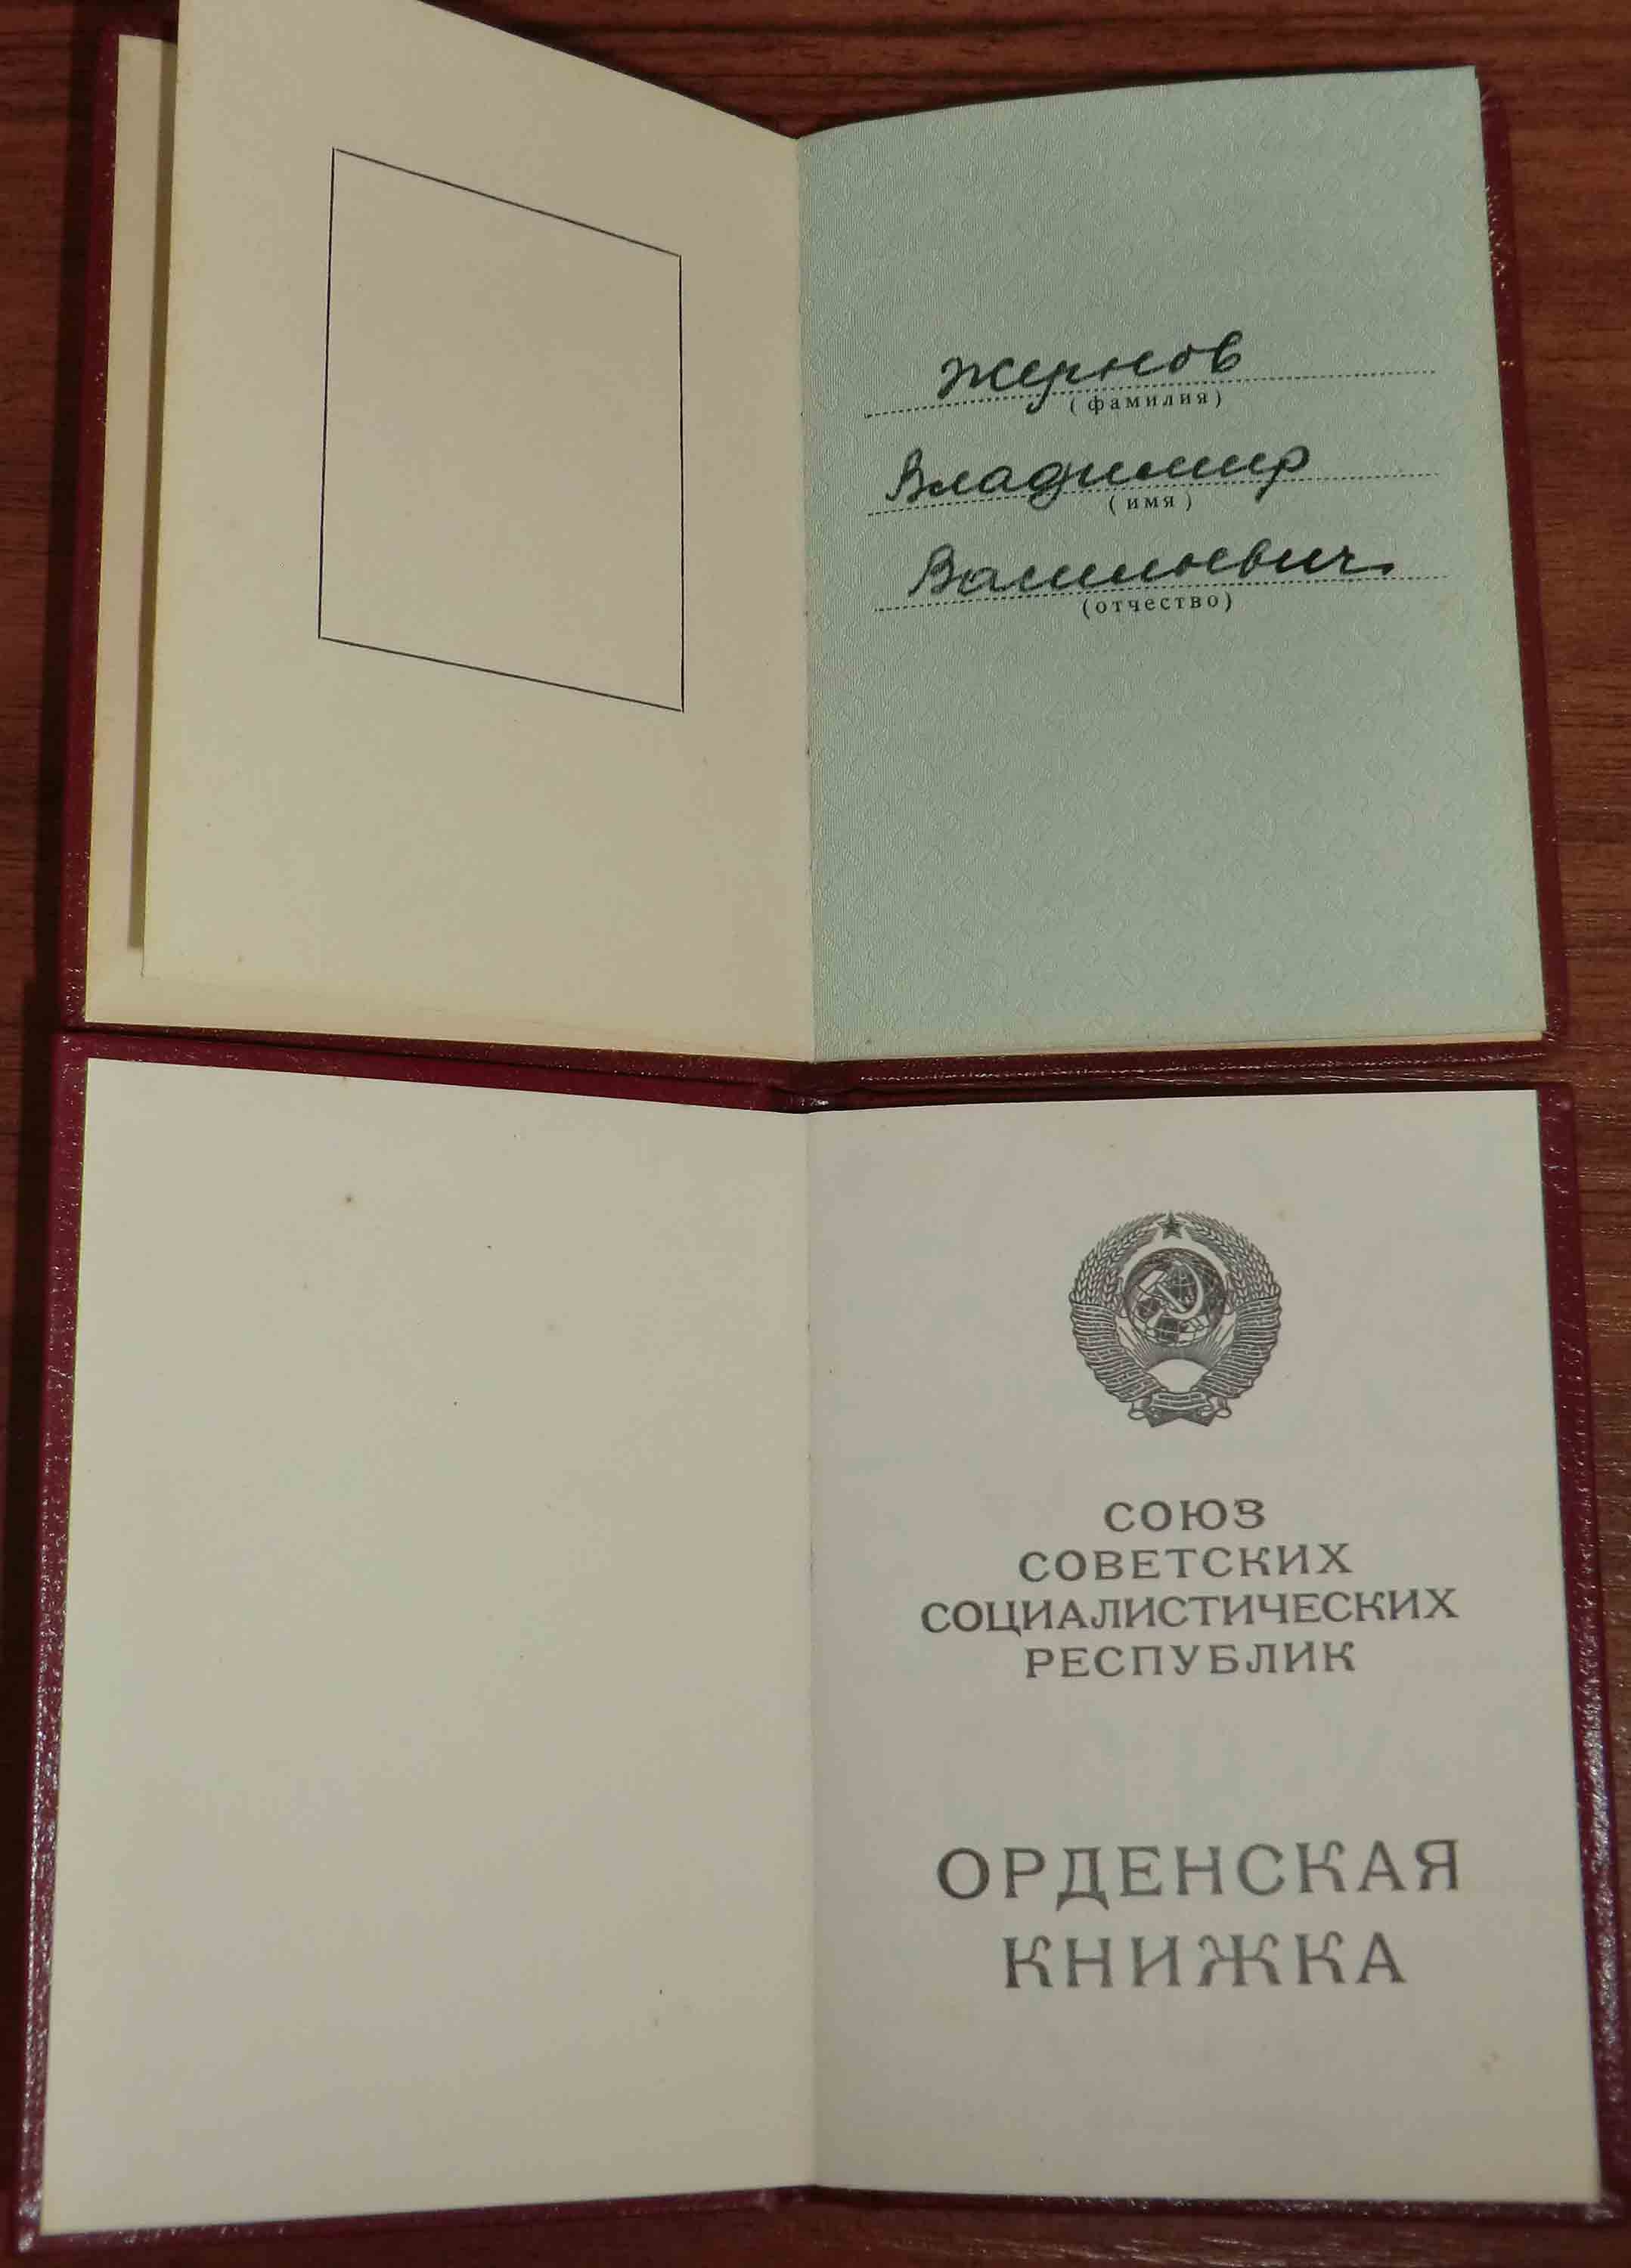 Жернов
(фамилия)
Владимир
(имя)
Васильевич.
(отчество)
СОЮЗ
СОВЕТСКИХ
СОЦИАЛИСТИЧЕСКИХ
РЕСПУБЛИК
ОРДЕНСКАЯ
КНИЖКА